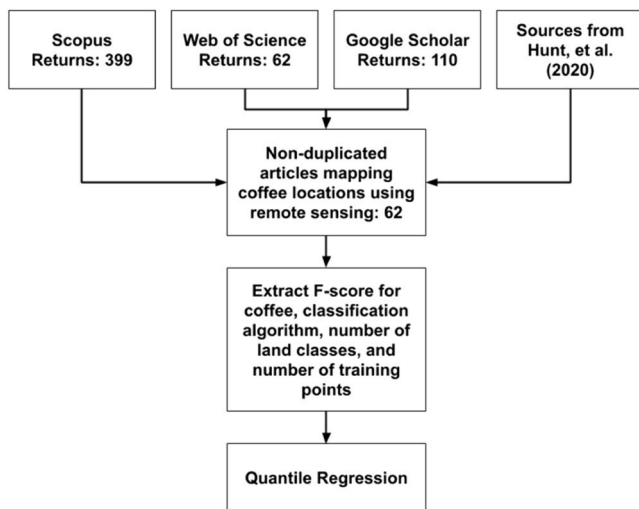 Scopus
Returns: 399
Web of Science
Returns: 62
Google Scholar
Returns: 110
Sources from
Hunt, et al.
(2020)
Non-duplicated
articles mapping
coffee locations using
remote sensing: 62
Extract F-score for
coffee, classification
algorithm, number of
land classes, and
number of training
points
Quantile Regression